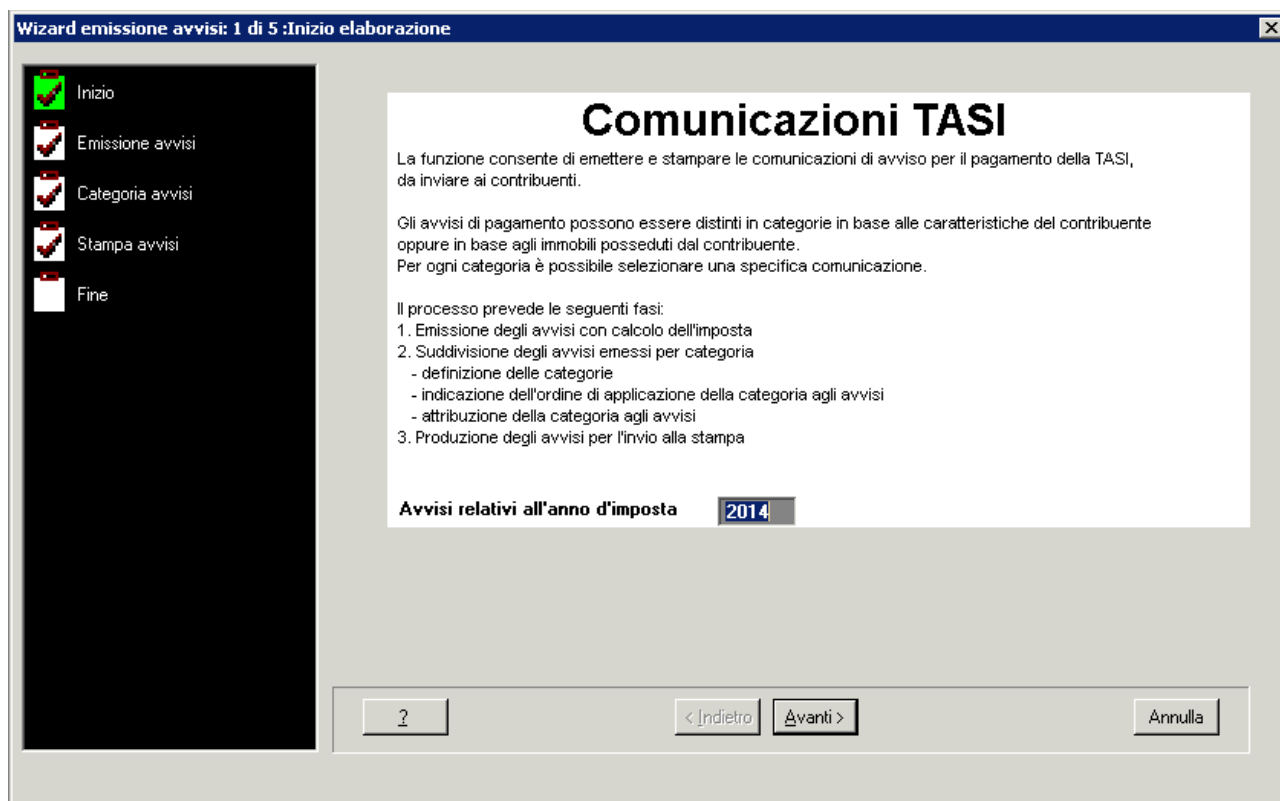 Wizard emissione avvisi: 1 di 5 :Inizio elaborazione
Inizio
Emissione avvisi
Categoria avvisi
Stampa avvisi
Fine
Comunicazioni TASI
La funzione consente di emettere e stampare le comunicazioni di avviso per il pagamento della TASI,
da inviare ai contribuenti.
Gli avvisi di pagamento possono essere distinti in categorie in base alle caratteristiche del contribuente
oppure in base agli immobili posseduti dal contribuente.
Per ogni categoria è possibile selezionare una specifica comunicazione.
Il processo prevede le seguenti fasi:
1. Emissione degli avvisi con calcolo dell'imposta
2. Suddivisione degli avvisi emessi per categoria
- definizione delle categorie
- indicazione dell'ordine di applicazione della categoria agli avvisi
- attribuzione della categoria agli avvisi
3. Produzione degli avvisi per l'invio alla stampa
Avvisi relativi all'anno d'imposta 2014
? < Indietro Avanti > Annulla